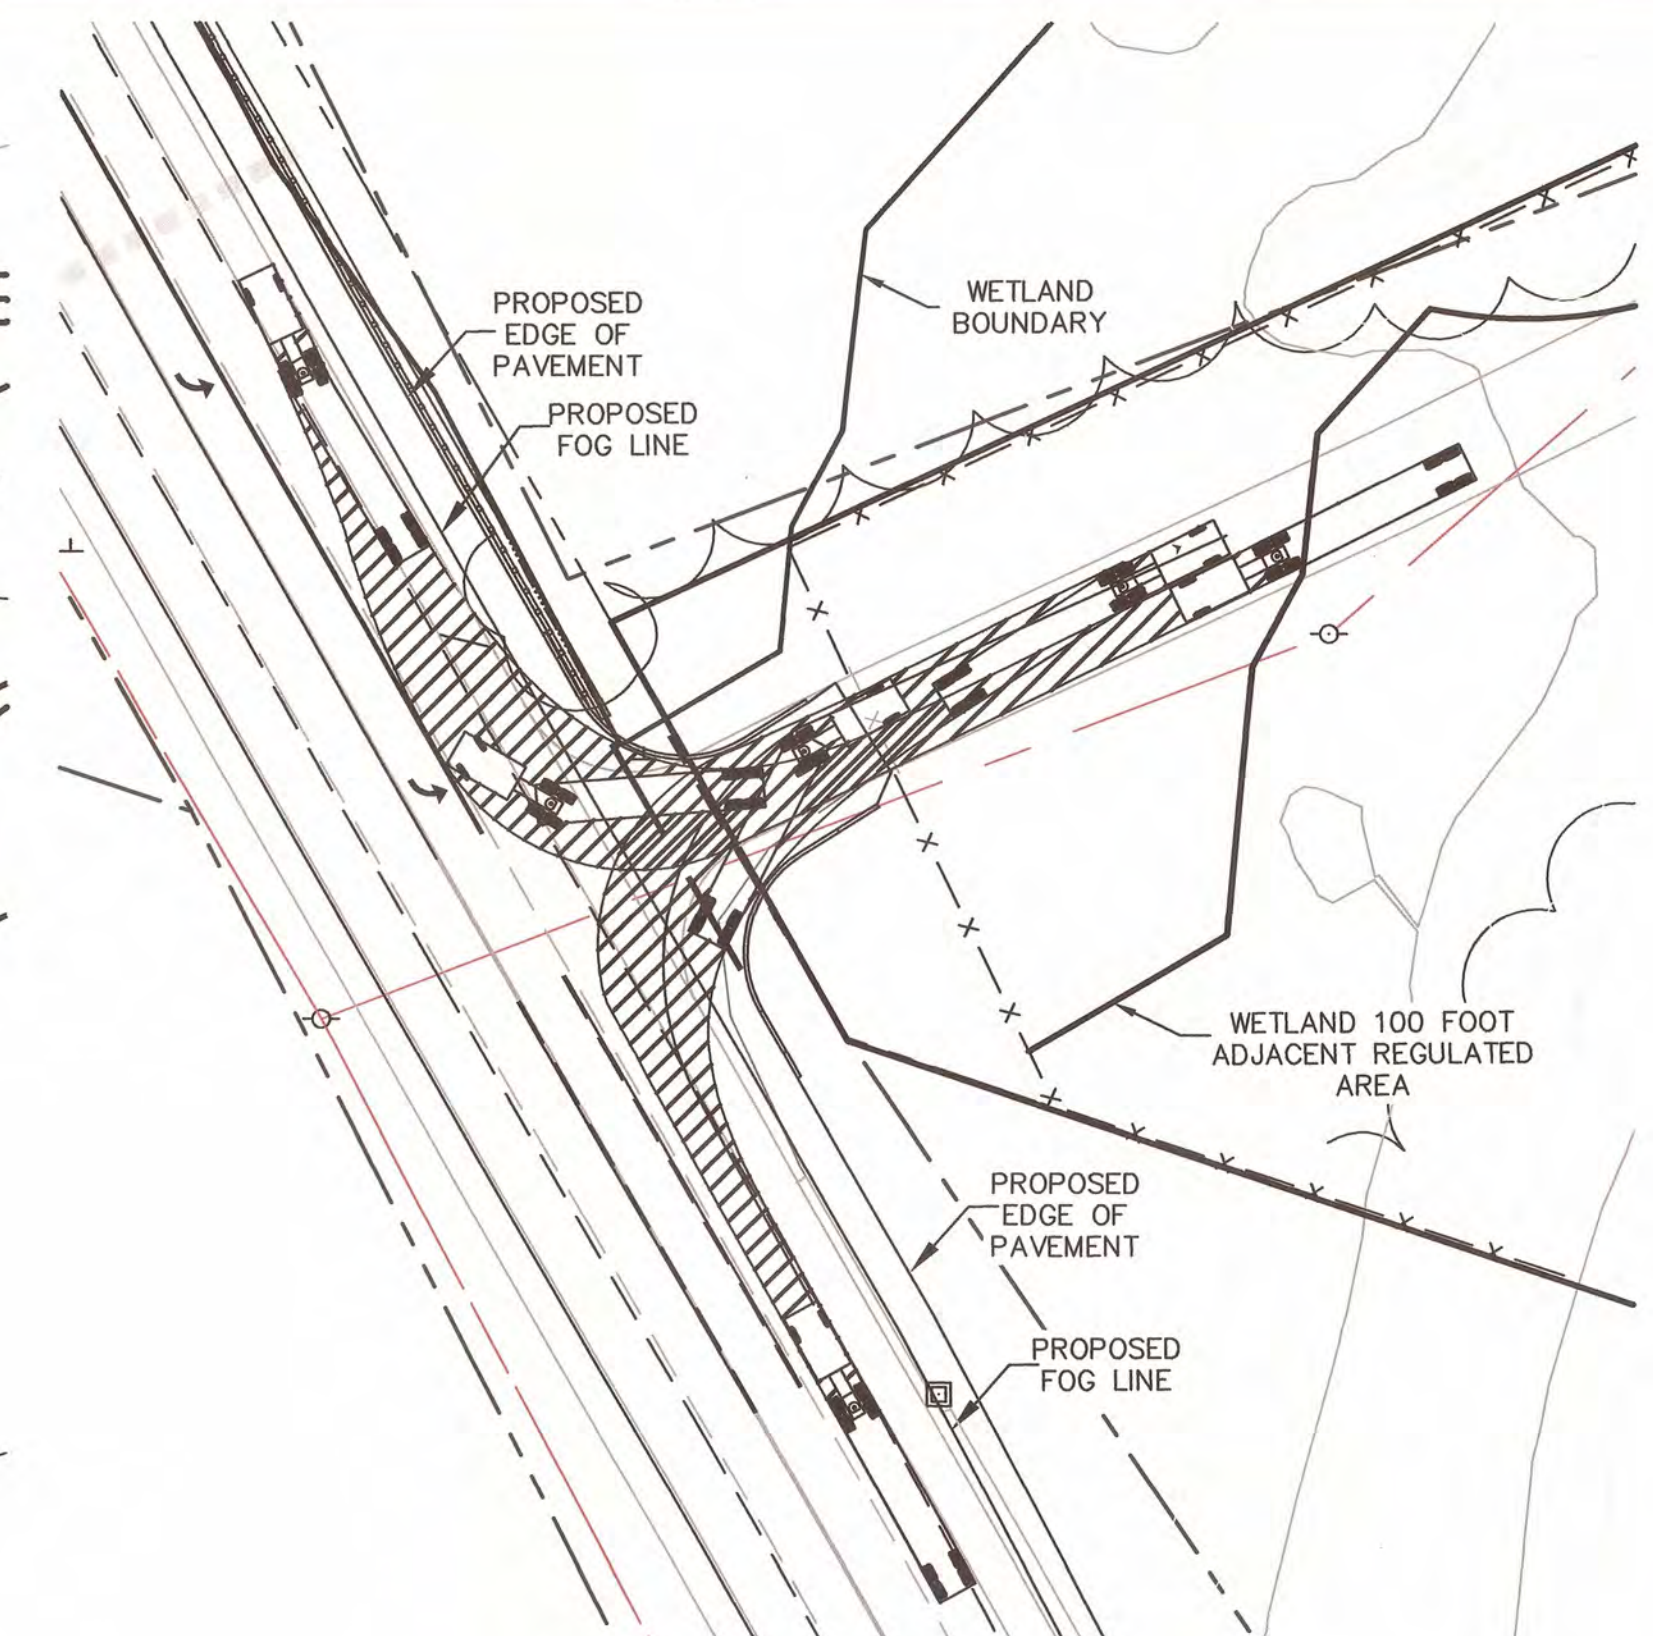 PROPOSED
EDGE OF
PAVEMENT
PROPOSED
FOG LINE
WETLAND
BOUNDARY
WETLAND 100 FOOT
ADJACENT REGULATED
AREA
PROPOSED
EDGE OF
PAVEMENT
PROPOSED
FOG LINE